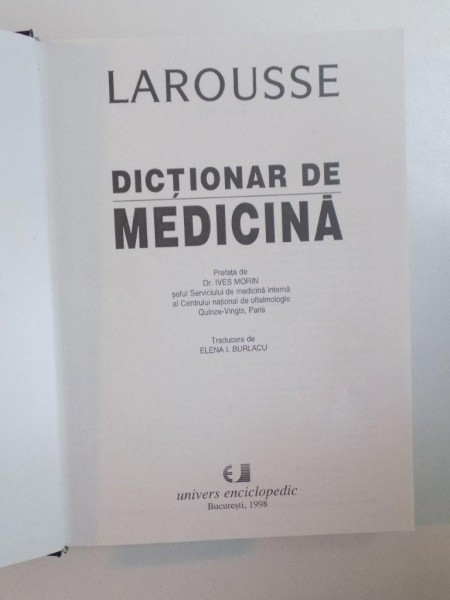 LAROUSSE
DICȚIONAR DE
MEDICINĂ
Prefața de
Dr. IVES MORIN
șeful Serviciului de medicină internă
al Centrului național de oftalmologie
Quinze-Vingts, Paris
Traducere de
ELENA I. BURLACU
univers enciclopedic
București, 1998